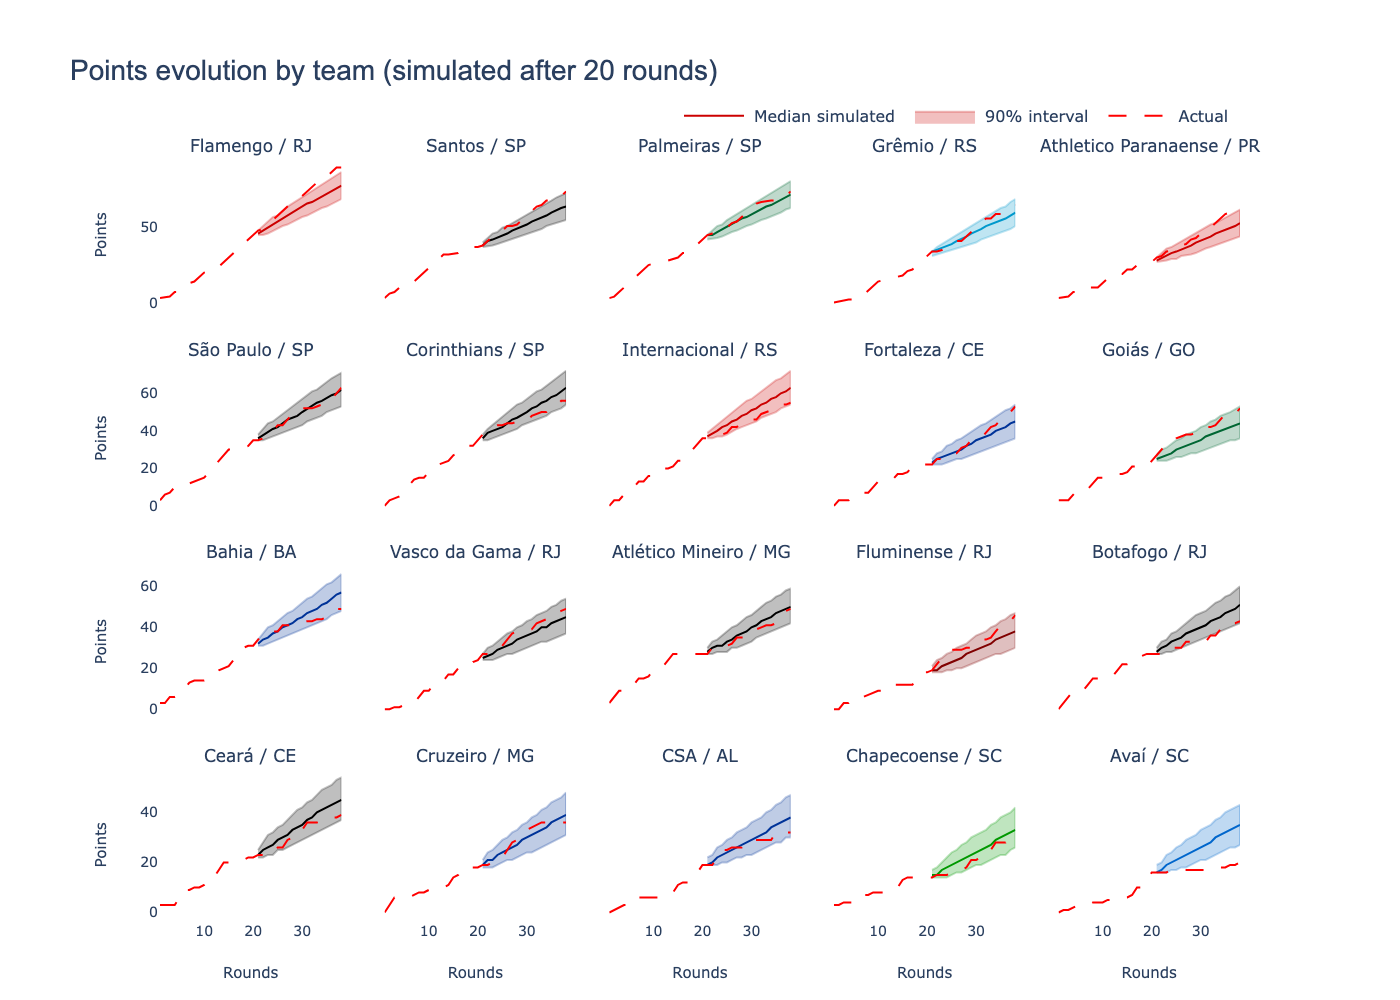 Points evolution by team (simulated after 20 rounds)
Median simulated 90% interval Actual
Flamengo / RJ Santos / SP Palmeiras / SP Grêmio / RS Athletico Paranaense / PR
Points
50
0
São Paulo / SP Corinthians / SP Internacional / RS Fortaleza / CE Goiás / GO
Points
60
40
20
0
Bahia / BA Vasco da Gama / RJ Atlético Mineiro / MG Fluminense / RJ Botafogo / RJ
Points
60
40
20
0
Ceará / CE Cruzeiro / MG CSA / AL Chapecoense / SC Avaí / SC
Points
40
20
0
10 20 30 10 20 30 10 20 30 10 20 30 10 20 30
Rounds Rounds Rounds Rounds Rounds